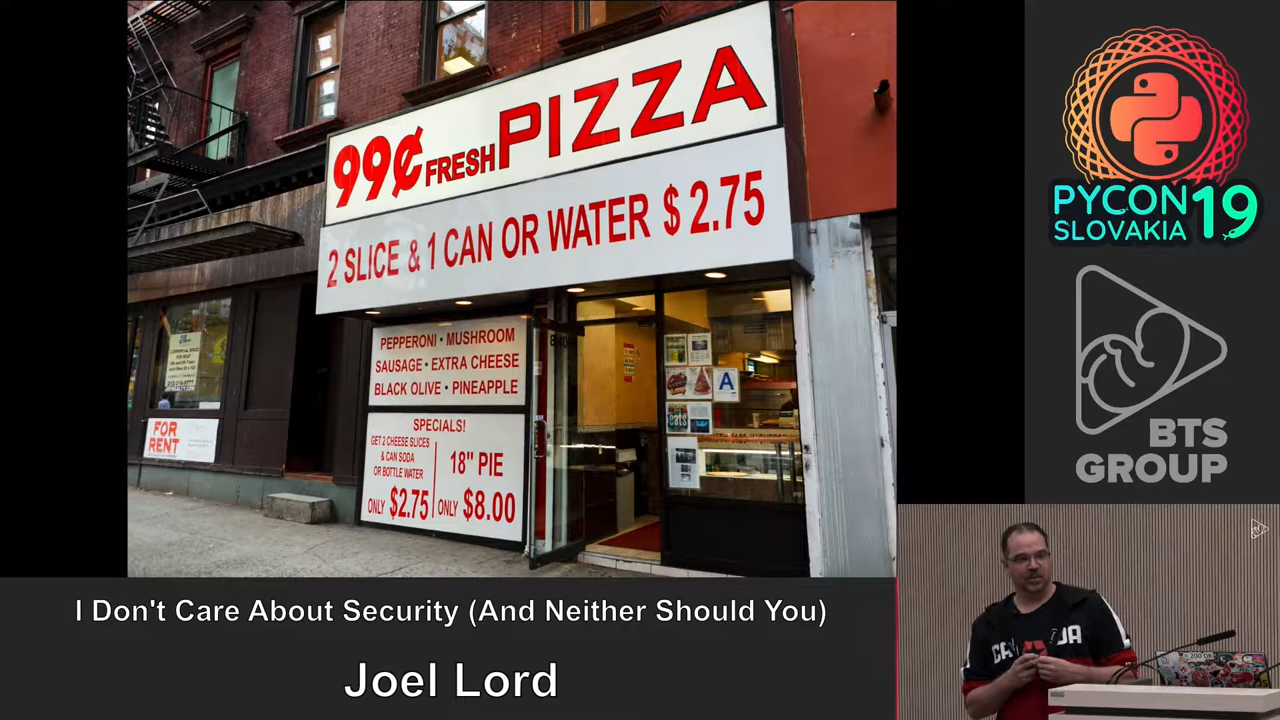 99¢ FRESH PIZZA
2 SLICE & 1 CAN OR WATER $2.75
PEPPERONI • MUSHROOM
SAUSAGE • EXTRA CHEESE
BLACK OLIVE • PINEAPPLE
SPECIALS!
GET 2 CHEESE SLICES
& CAN SODA
OR BOTTLE WATER
ONLY $2.75
18" PIE
ONLY $8.00
FOR
RENT
A
PYCON
SLOVAKIA 19
BTS
GROUP
I Don't Care About Security (And Neither Should You)
Joel Lord